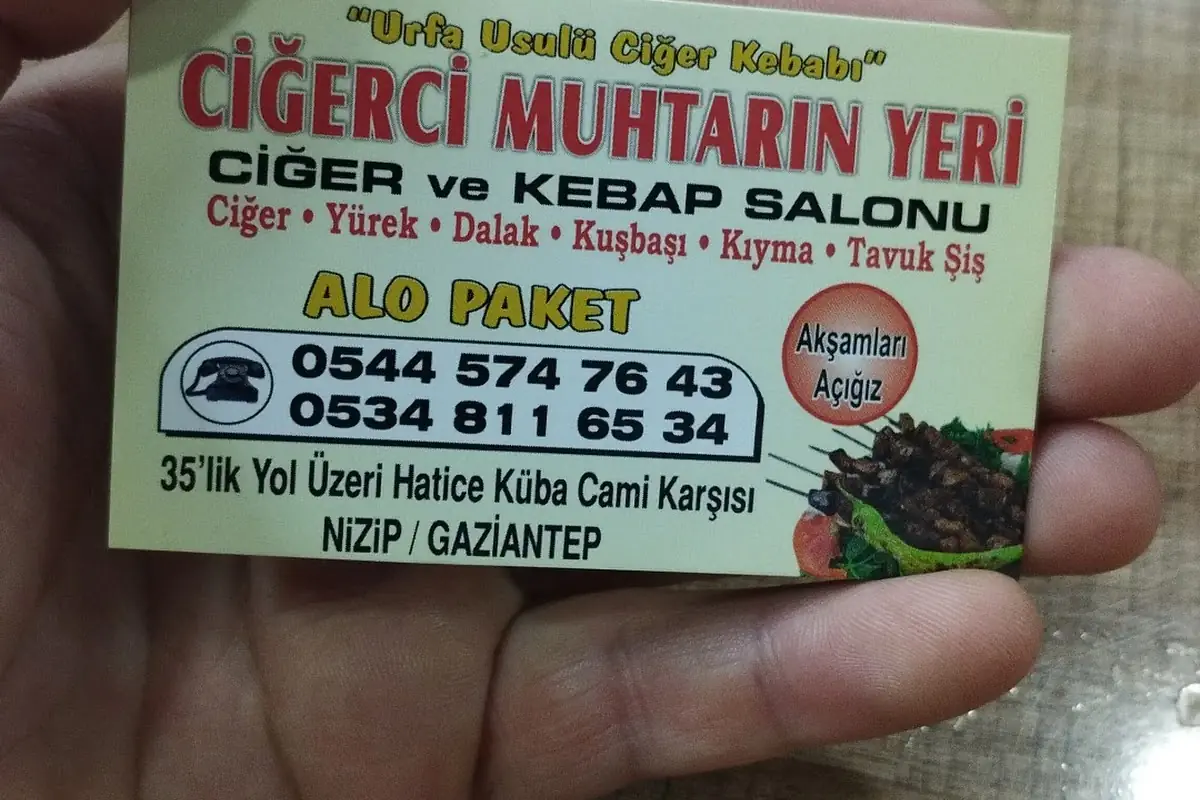 "Urfa Usulü Ciğer Kebabı"
CİĞERCİ MUHTARIN YERİ
CİĞER ve KEBAP SALONU
Ciğer • Yürek • Dalak • Kuşbaşı • Kıyma • Tavuk Şiş
ALO PAKET
0544 574 76 43
0534 811 65 34
Akşamları
Açığız
35'lik Yol Üzeri Hatice Küba Cami Karşısı
NİZİP / GAZİANTEP